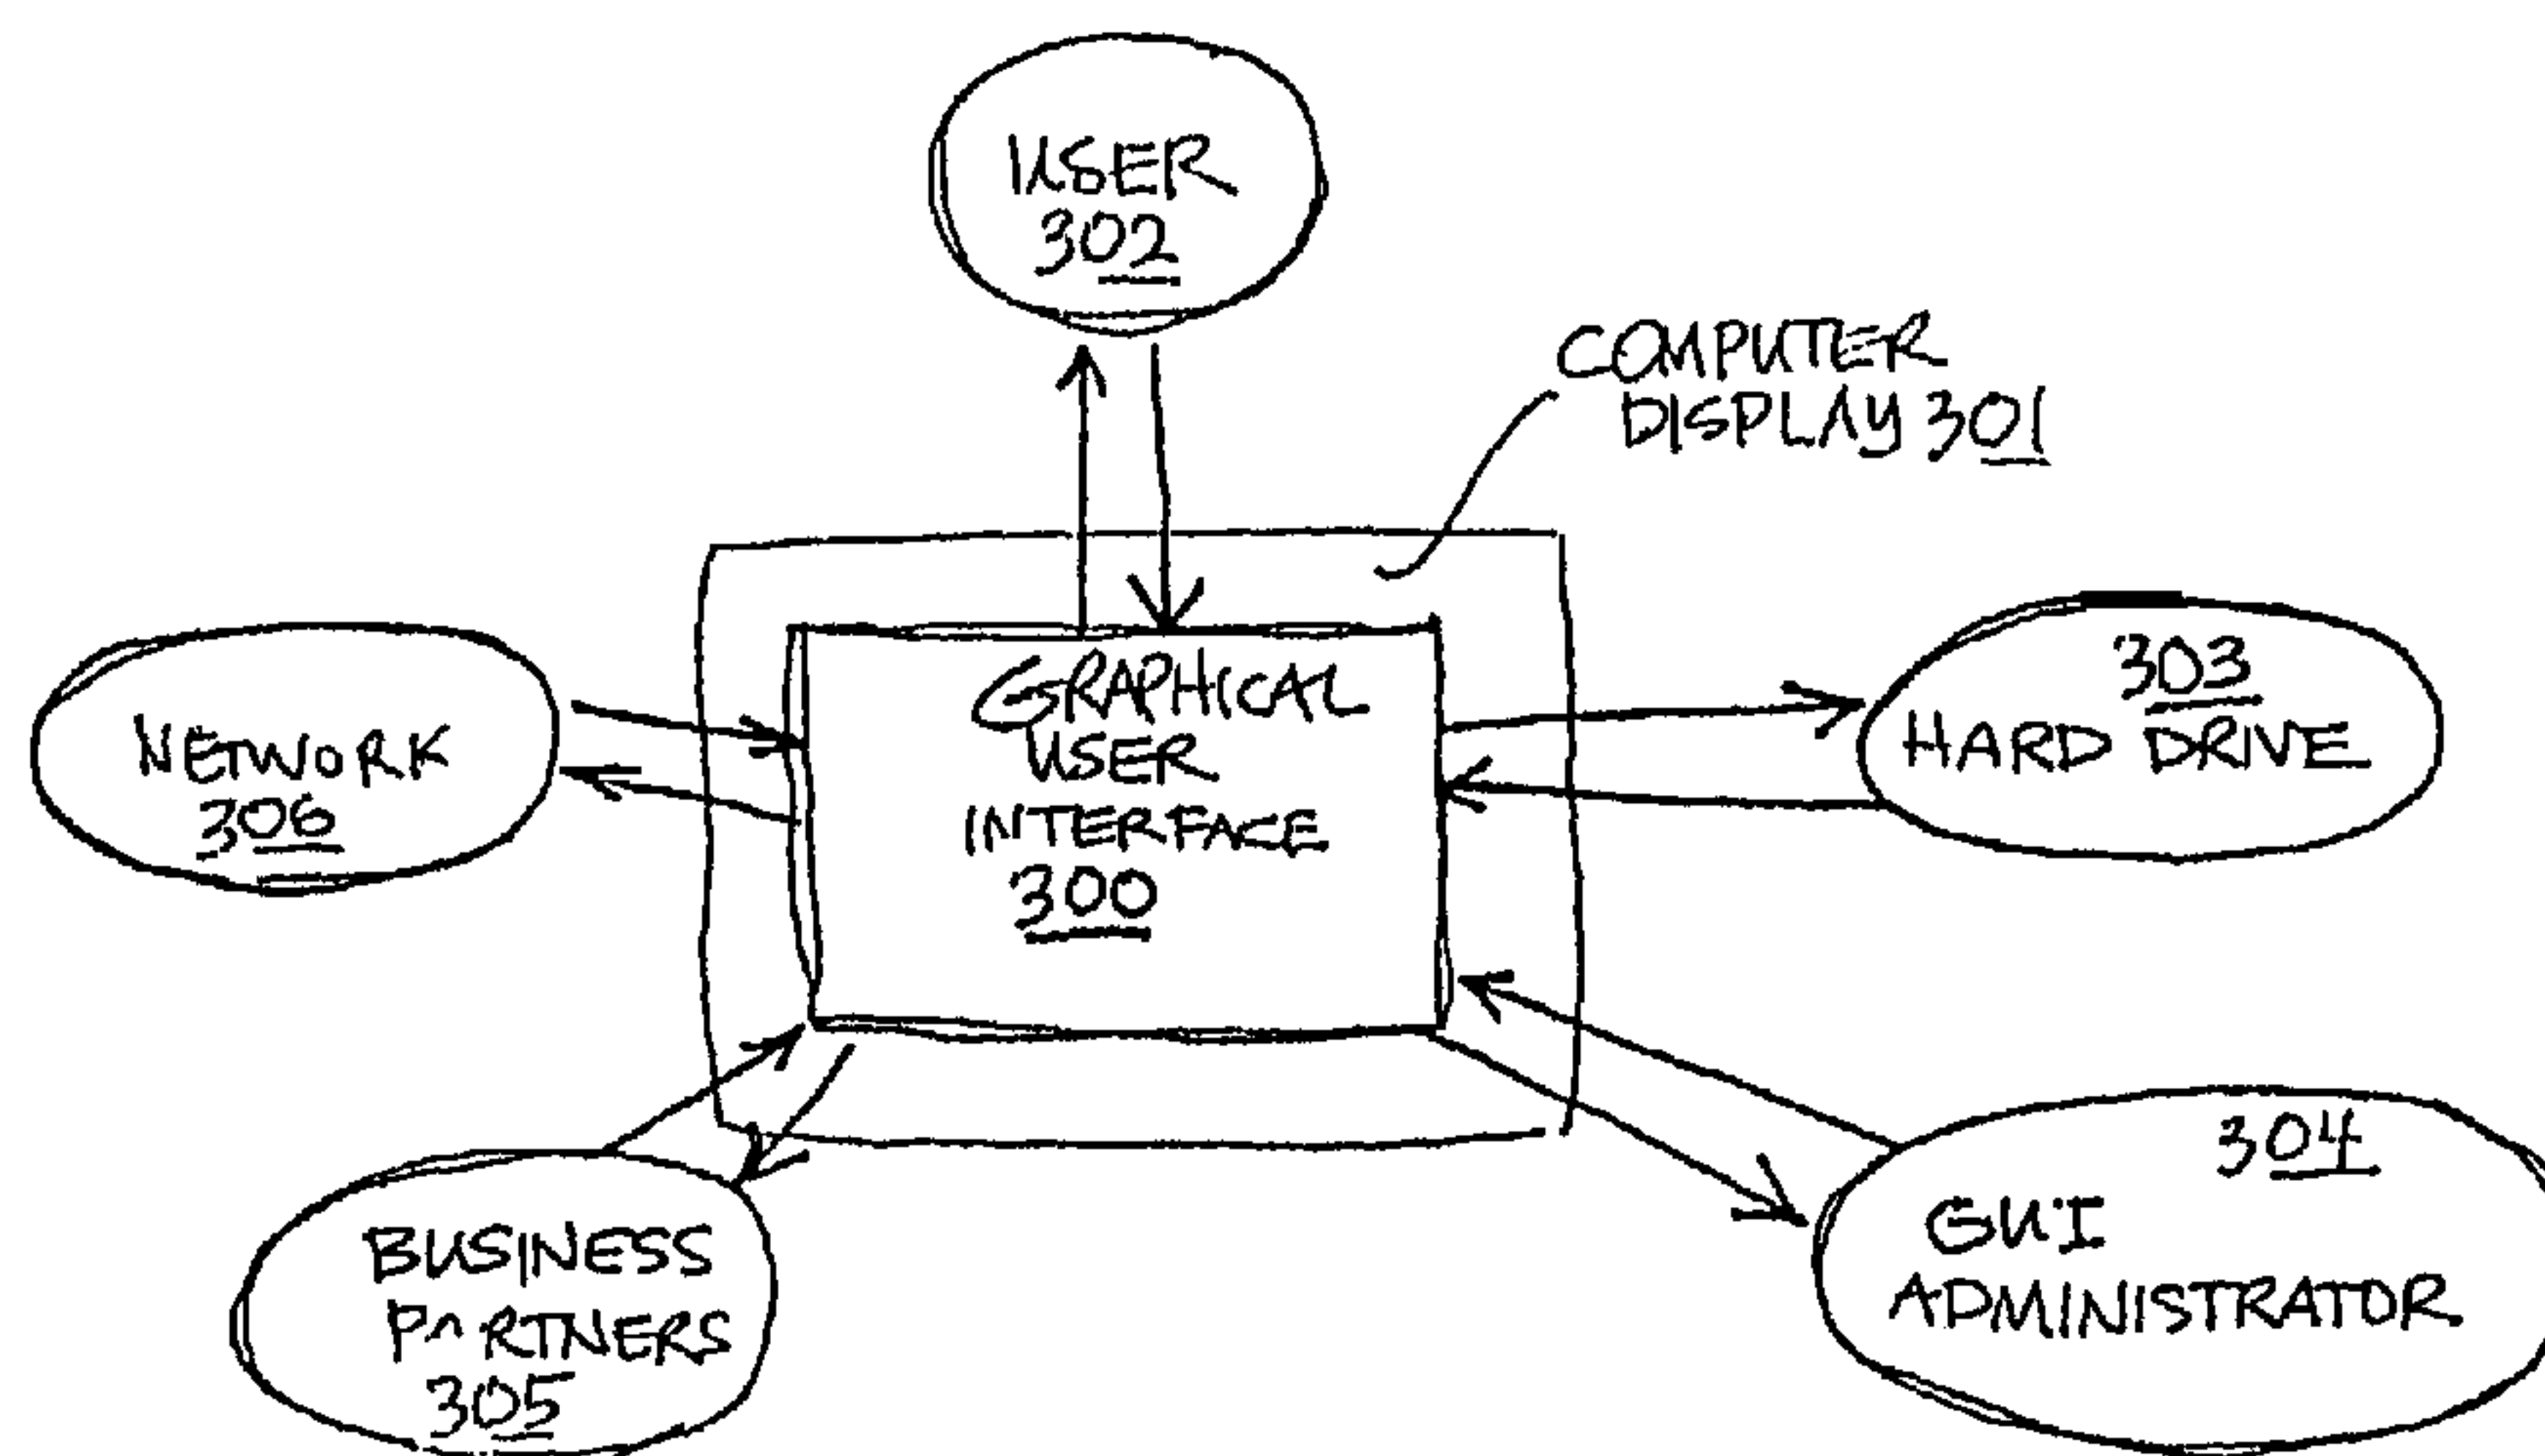 USER
302
COMPUTER
DISPLAY 301
NETWORK
306
GRAPHICAL
USER
INTERFACE
300
303
HARD DRIVE
BUSINESS
PARTNERS
305
304
GUI
ADMINISTRATOR